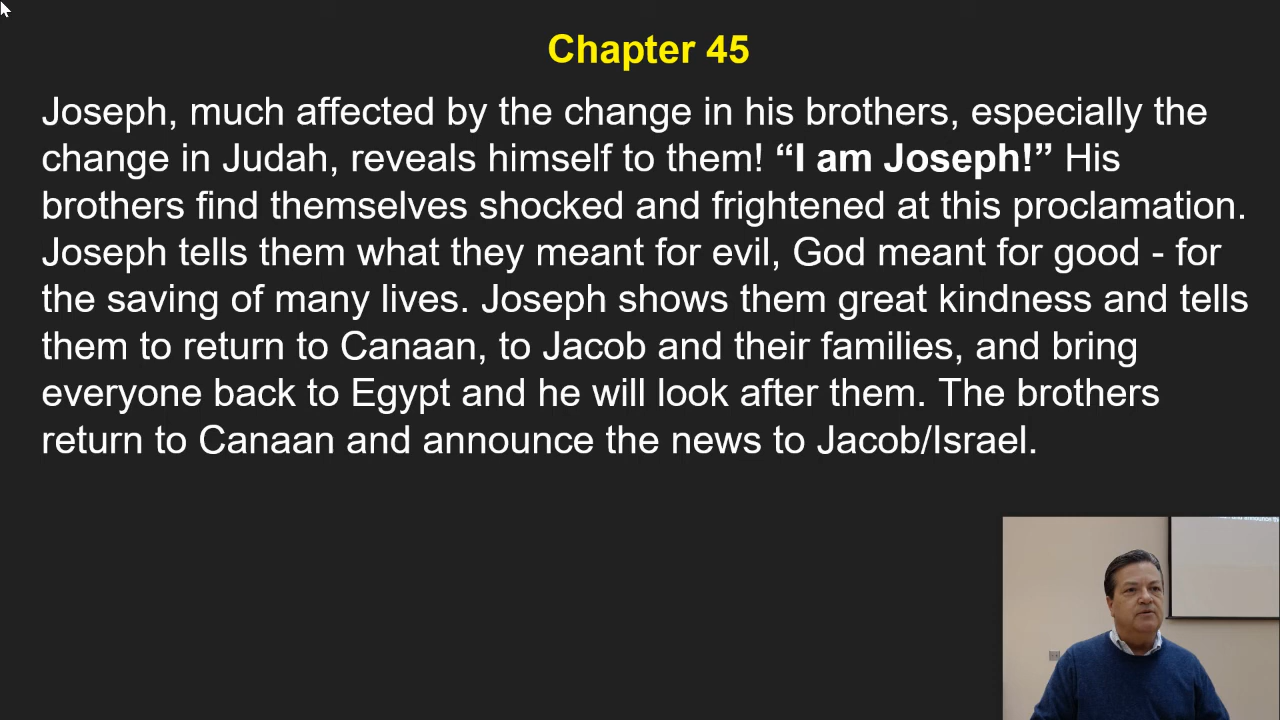 Chapter 45
Joseph, much affected by the change in his brothers, especially the
change in Judah, reveals himself to them! “I am Joseph!” His
brothers find themselves shocked and frightened at this proclamation.
Joseph tells them what they meant for evil, God meant for good - for
the saving of many lives. Joseph shows them great kindness and tells
them to return to Canaan, to Jacob and their families, and bring
everyone back to Egypt and he will look after them. The brothers
return to Canaan and announce the news to Jacob/Israel.